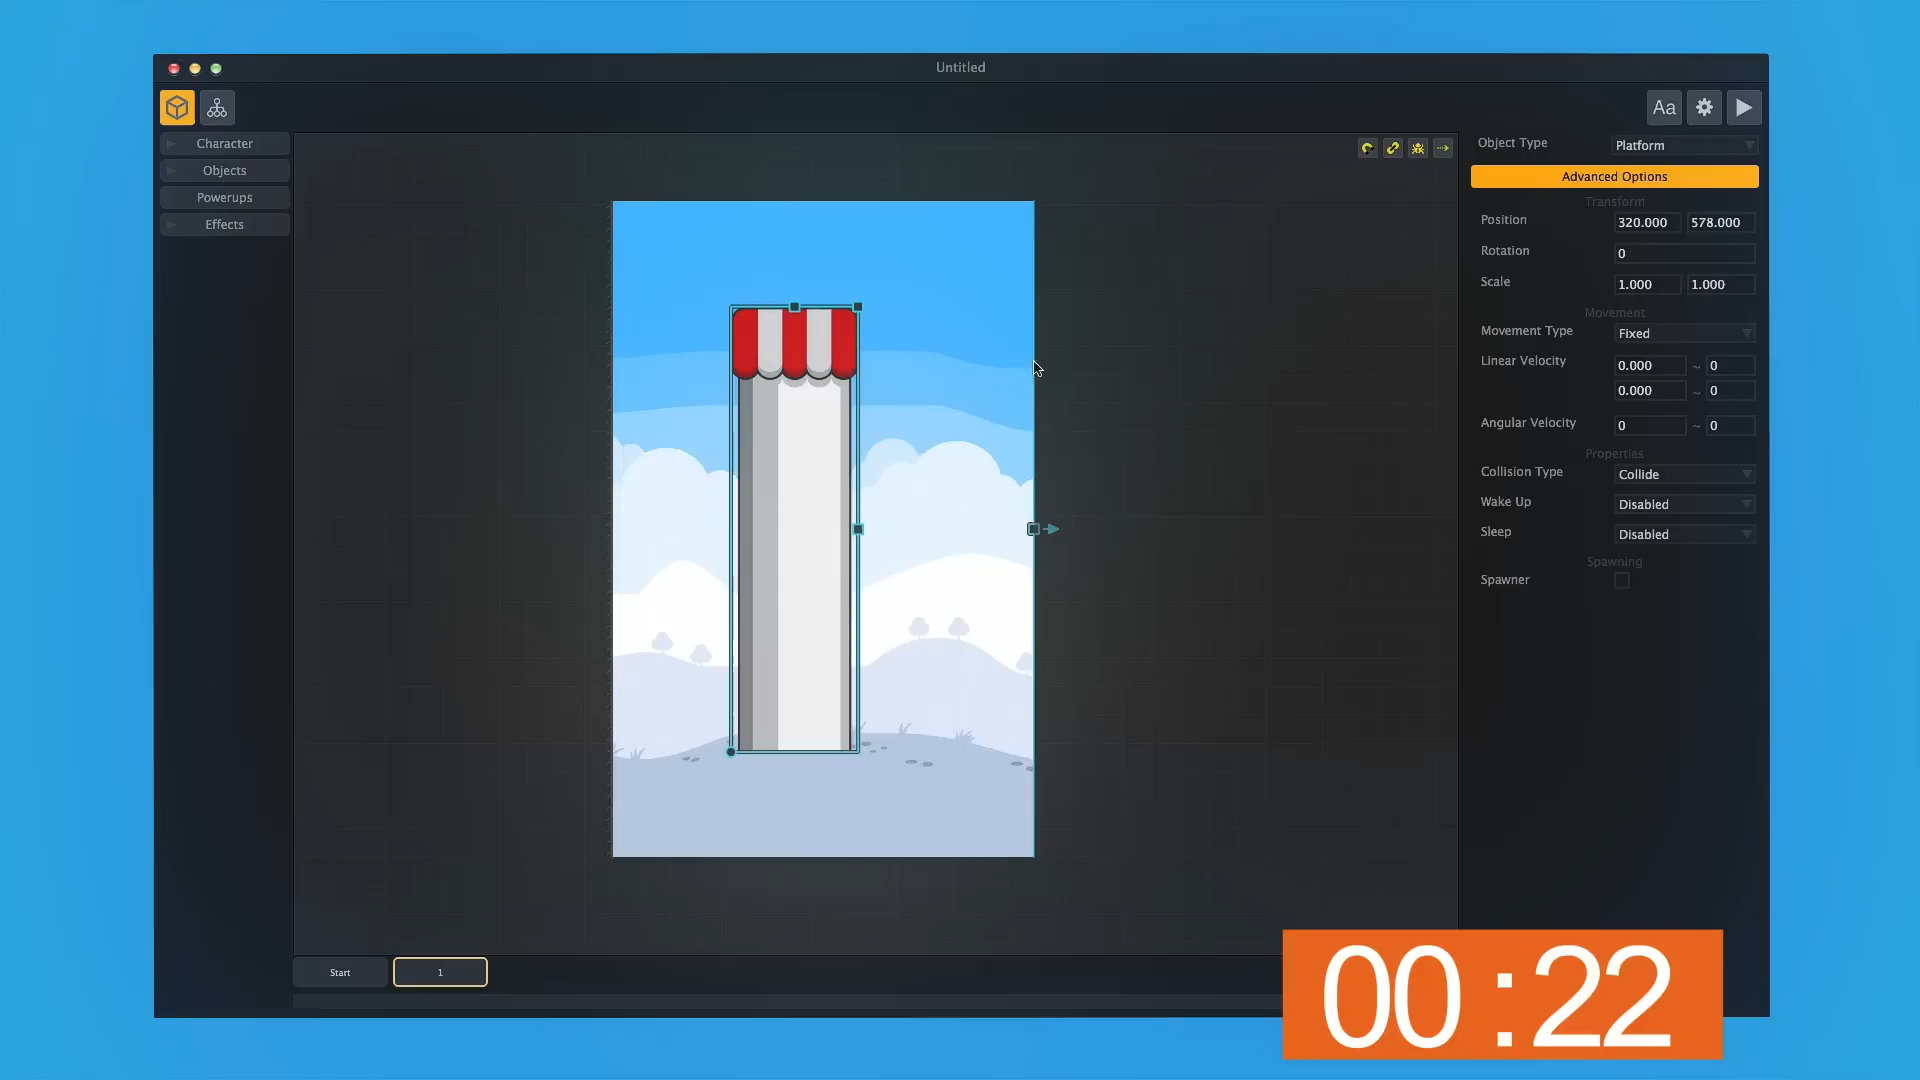 Untitled
Aa
Character
Objects
Powerups
Effects
Object Type
Platform
Advanced Options
Transform
Position
320.000
578.000
Rotation
0
Scale
1.000
1.000
Movement
Movement Type
Fixed
Linear Velocity
0.000 ~ 0
0.000 ~ 0
Angular Velocity
0 ~ 0
Properties
Collision Type
Collide
Wake Up
Disabled
Sleep
Disabled
Spawning
Spawner
Start
1
00:22